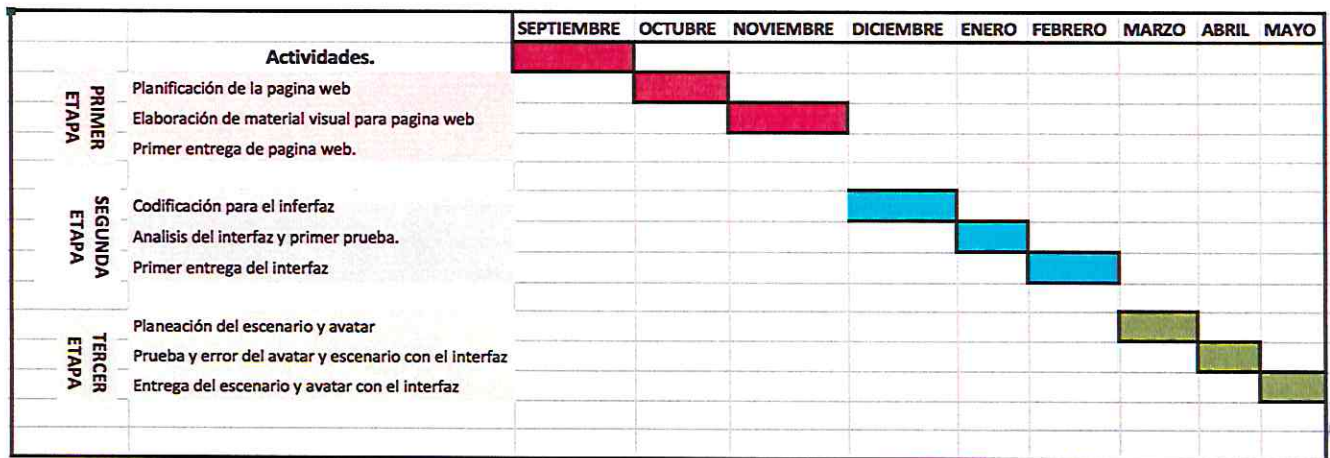 SEPTIEMBRE OCTUBRE NOVIEMBRE DICIEMBRE ENERO FEBRERO MARZO ABRIL MAYO
Actividades.
PRIMER ETAPA
Planificación de la pagina web
Elaboración de material visual para pagina web
Primer entrega de pagina web.
SEGUNDA ETAPA
Codificación para el inferfaz
Analisis del interfaz y primer prueba.
Primer entrega del interfaz
TERCER ETAPA
Planeación del escenario y avatar
Prueba y error del avatar y escenario con el interfaz
Entrega del escenario y avatar con el interfaz